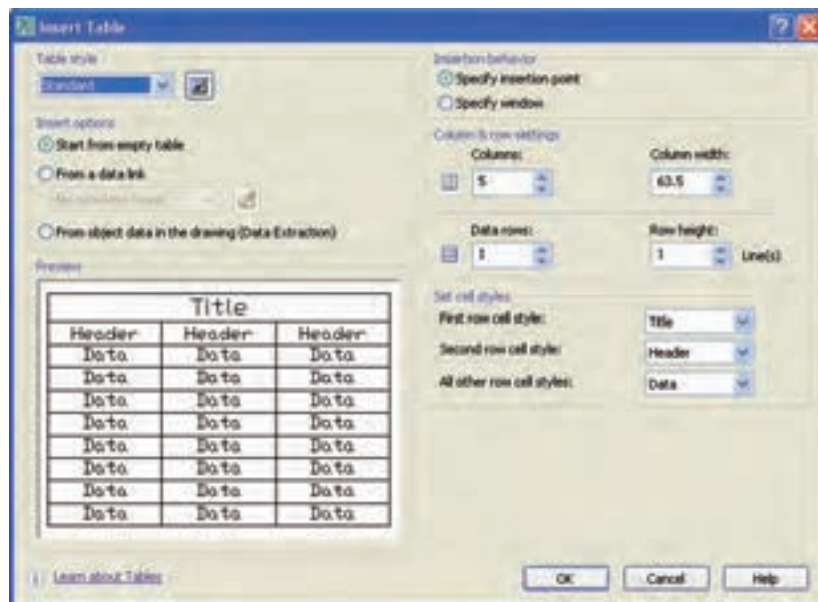 Insert Table
Table style
Standard
Insert options
Start from empty table
From a data link
From object data in the drawing (Data Extraction)
Preview
Title
Header Header Header
Data Data Data
Data Data Data
Data Data Data
Data Data Data
Data Data Data
Data Data Data
Data Data Data
Data Data Data
Learn about Tables
Insertion behavior
Specify insertion point
Specify window
Column & row settings
Columns: Column width:
5 63.5
Data rows: Row height:
1 1 Line(s)
Set cell styles
First row cell style: Title
Second row cell style: Header
All other row cell styles: Data
OK Cancel Help